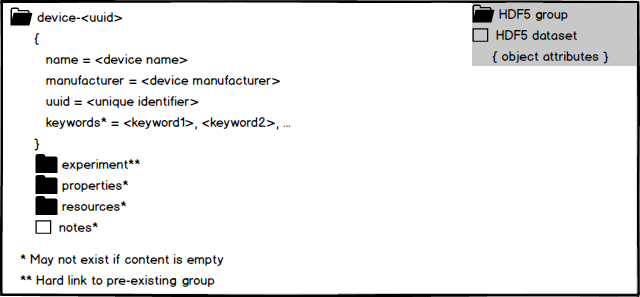 device-<uuid>
{
name = <device name>
manufacturer = <device manufacturer>
uuid = <unique identifier>
keywords* = <keyword1>, <keyword2>, ...
}
experiment**
properties*
resources*
notes*
* May not exist if content is empty
** Hard link to pre-existing group
HDF5 group
HDF5 dataset
{ object attributes }